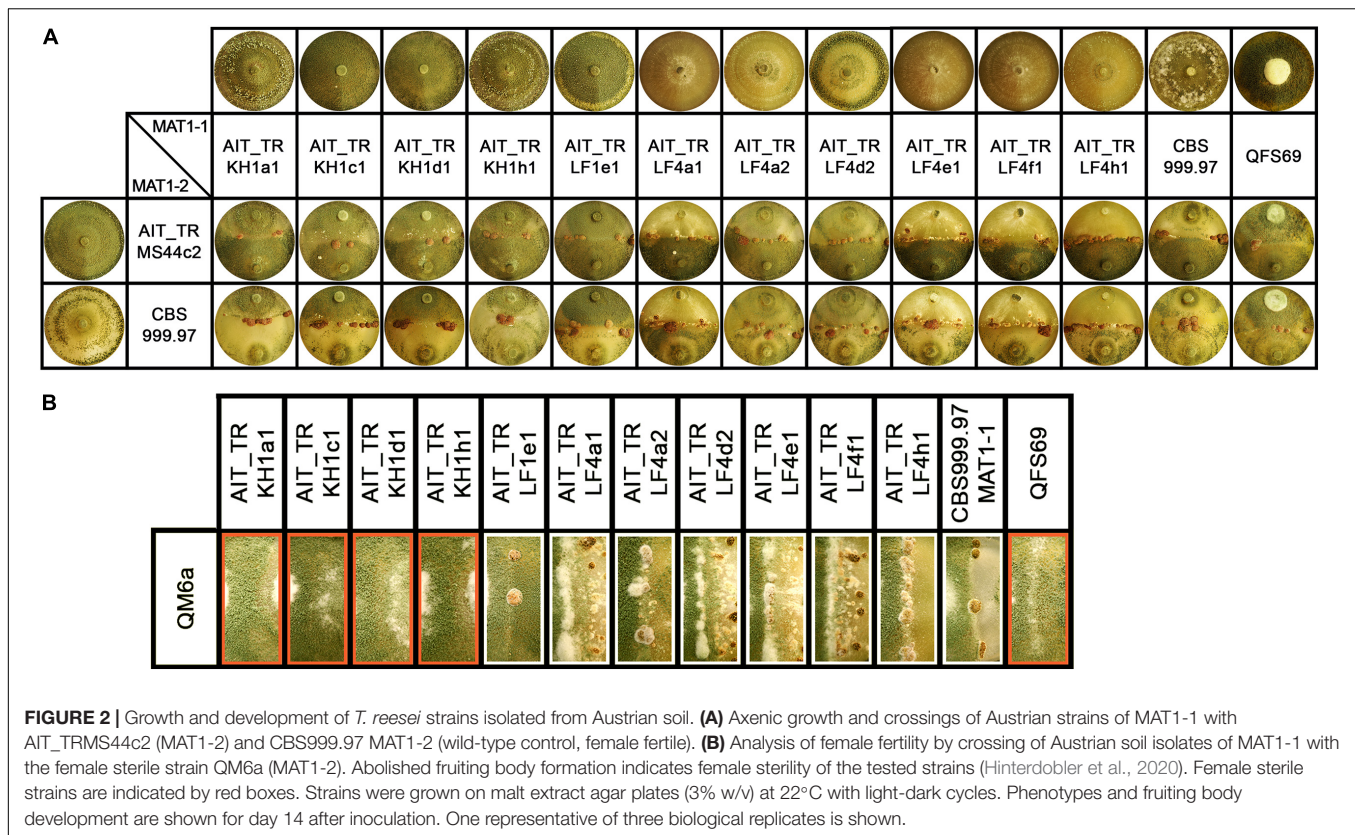 A
MAT1-1
MAT1-2
AIT_TR
KH1a1
AIT_TR
KH1c1
AIT_TR
KH1d1
AIT_TR
KH1h1
AIT_TR
LF1e1
AIT_TR
LF4a1
AIT_TR
LF4a2
AIT_TR
LF4d2
AIT_TR
LF4e1
AIT_TR
LF4f1
AIT_TR
LF4h1
CBS
999.97
QFS69
AIT_TR
MS44c2
CBS
999.97
B
AIT_TR
KH1a1
AIT_TR
KH1c1
AIT_TR
KH1d1
AIT_TR
KH1h1
AIT_TR
LF1e1
AIT_TR
LF4a1
AIT_TR
LF4a2
AIT_TR
LF4d2
AIT_TR
LF4e1
AIT_TR
LF4f1
AIT_TR
LF4h1
CBS999.97
MAT1-1
QFS69
QM6a
FIGURE 2 | Growth and development of T. reesei strains isolated from Austrian soil. (A) Axenic growth and crossings of Austrian strains of MAT1-1 with
AIT_TRMS44c2 (MAT1-2) and CBS999.97 MAT1-2 (wild-type control, female fertile). (B) Analysis of female fertility by crossing of Austrian soil isolates of MAT1-1 with
the female sterile strain QM6a (MAT1-2). Abolished fruiting body formation indicates female sterility of the tested strains (Hinterdobler et al., 2020). Female sterile
strains are indicated by red boxes. Strains were grown on malt extract agar plates (3% w/v) at 22°C with light-dark cycles. Phenotypes and fruiting body
development are shown for day 14 after inoculation. One representative of three biological replicates is shown.